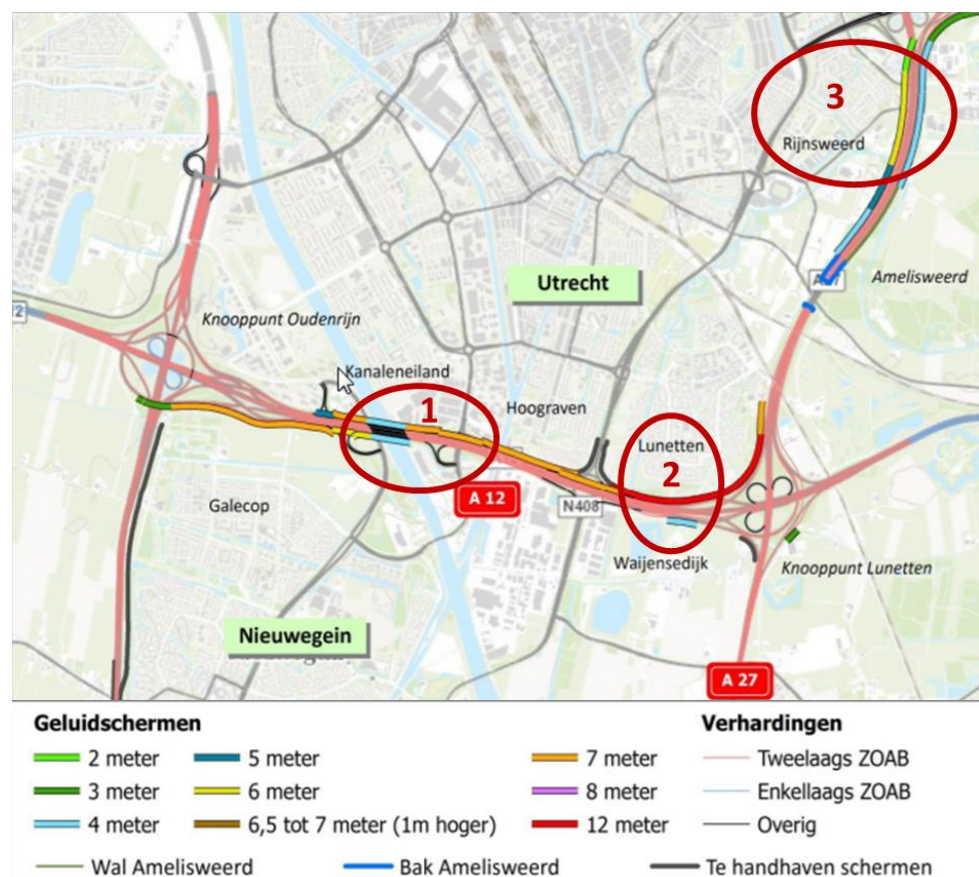 3
Rijnsweerd
Utrecht
Amelisweerd
Knooppunt Oudenrijn
Kanaleneiland
1
Hoograven
Lunetten
2
A 12
N408
Galecop
Waijensedijk
Knooppunt Lunetten
Nieuwegein
A 27
Geluidschermen
Verhardingen
2 meter
5 meter
7 meter
Tweelaags ZOAB
3 meter
6 meter
8 meter
Enkellaags ZOAB
4 meter
6,5 tot 7 meter (1m hoger)
12 meter
Overig
Wal Amelisweerd
Bak Amelisweerd
Te handhaven schermen